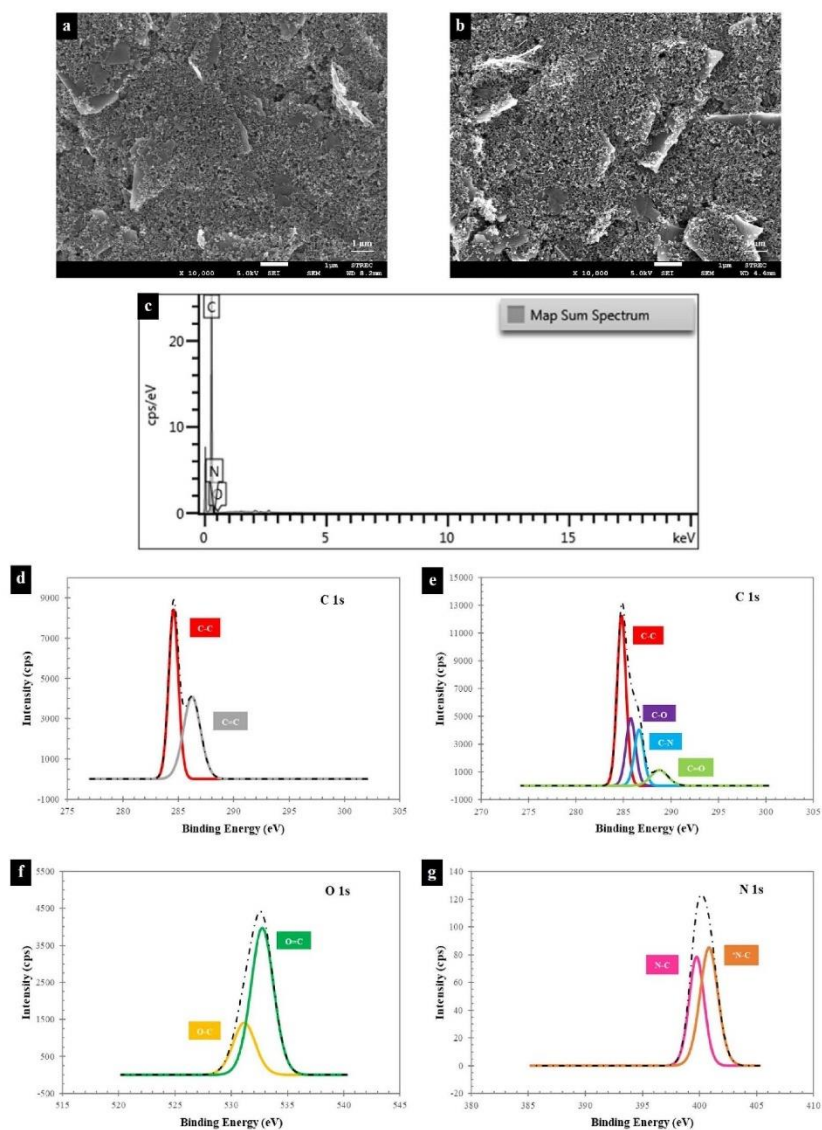 a
b
1 µm
X 10,000 5.0kV SEI SEM WD 8.2mm
1µm STREC
X 10,000 5.0kV SEI SEM WD 4.4mm
1µm STREC
c
C
N
O
Map Sum Spectrum
cps/eV
20
10
0
0 5 10 15 keV
d
C 1s
C-C
C=C
Intensity (cps)
9000
7000
5000
3000
1000
-1000
275 280 285 290 295 300 305
Binding Energy (eV)
e
C 1s
C-C
C-O
C-N
C=O
Intensity (cps)
15000
13000
11000
9000
7000
5000
3000
1000
-1000
270 275 280 285 290 295 300 305
Binding Energy (eV)
f
O 1s
O=C
O-C
Intensity (cps)
5500
4500
3500
2500
1500
500
-500
515 520 525 530 535 540 545
Binding Energy (eV)
g
N 1s
N-C
⁺N-C
Intensity (cps)
140
120
100
80
60
40
20
0
-20
380 385 390 395 400 405 410
Binding Energy (eV)